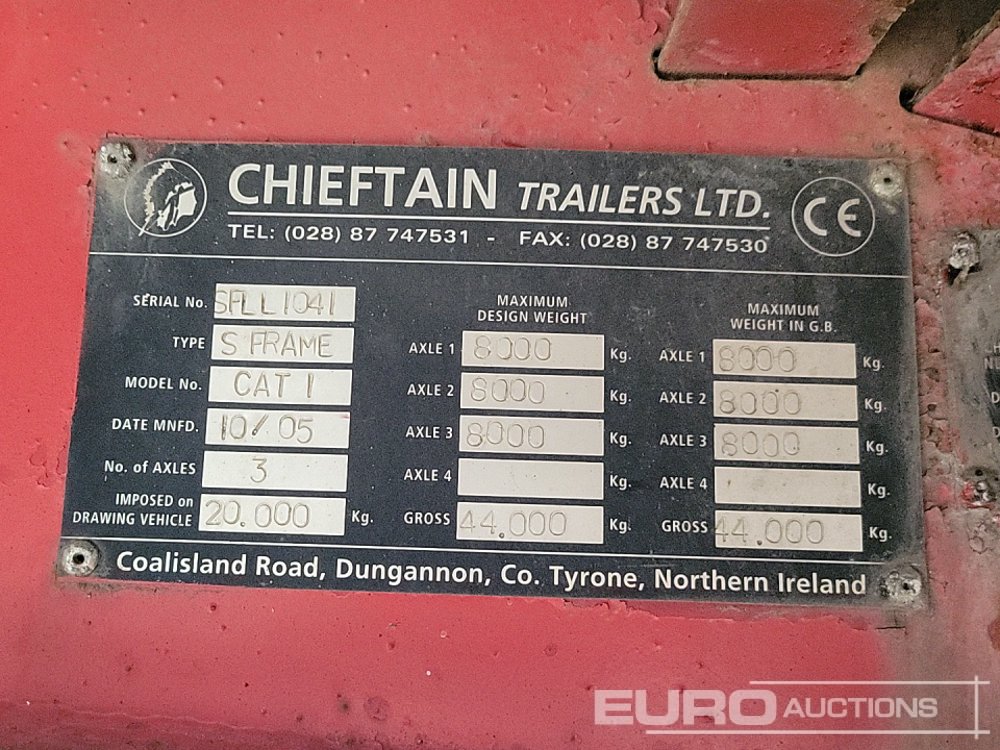 CHIEFTAIN TRAILERS LTD.
CE
TEL: (028) 87 747531 - FAX: (028) 87 747530
SERIAL No. SFLL1041
TYPE S FRAME
MODEL No. CAT 1
DATE MNFD. 10/05
No. of AXLES 3
IMPOSED on
DRAWING VEHICLE 20.000 Kg.
MAXIMUM
DESIGN WEIGHT
AXLE 1 8000 Kg.
AXLE 2 8000 Kg.
AXLE 3 8000 Kg.
AXLE 4 Kg.
GROSS 44.000 Kg.
MAXIMUM
WEIGHT IN G.B.
AXLE 1 8000 Kg.
AXLE 2 8000 Kg.
AXLE 3 8000 Kg.
AXLE 4 Kg.
GROSS 44.000 Kg.
Coalisland Road, Dungannon, Co. Tyrone, Northern Ireland
EURO AUCTIONS